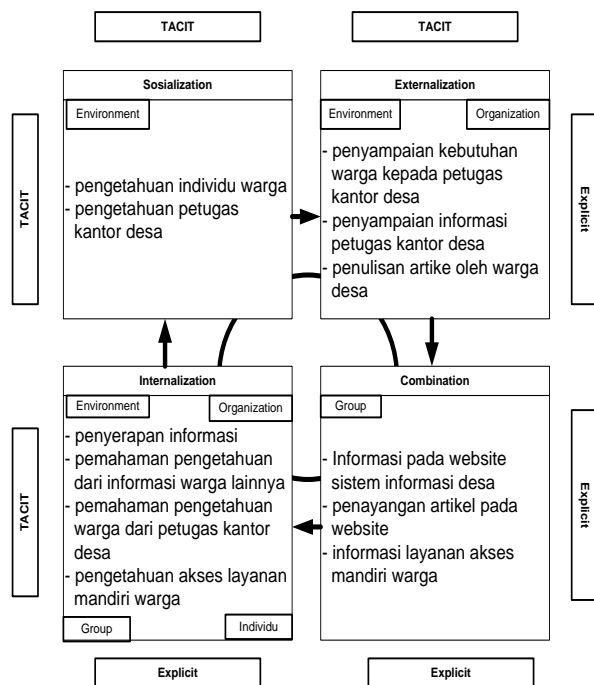 TACIT
TACIT
Sosialization
Environment
- pengetahuan individu warga
- pengetahuan petugas
kantor desa
TACIT
Externalization
Environment
Organization
- penyampaian kebutuhan
warga kepada petugas
kantor desa
- penyampaian informasi
petugas kantor desa
- penulisan artike oleh warga
desa
Explicit
Internalization
Environment
Organization
- penyerapan informasi
- pemahaman pengetahuan
dari informasi warga lainnya
- pemahaman pengetahuan
warga dari petugas kantor
desa
- pengetahuan akses layanan
mandiri warga
Group
Individu
TACIT
Combination
Group
- Informasi pada website
sistem informasi desa
- penayangan artikel pada
website
- informasi layanan akses
mandiri warga
Explicit
Explicit
Explicit